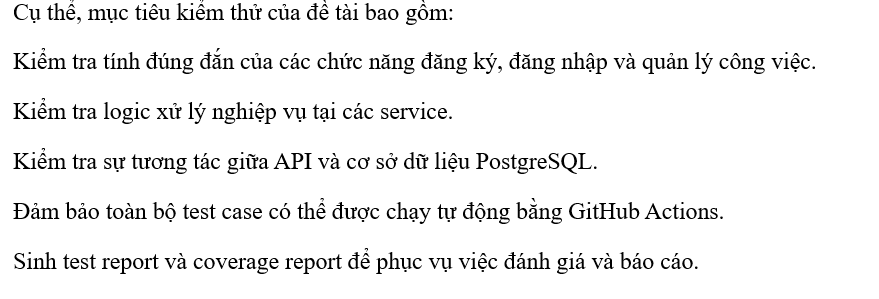 Cụ thể, mục tiêu kiểm thử của đề tài bao gồm:
Kiểm tra tính đúng đắn của các chức năng đăng ký, đăng nhập và quản lý công việc.
Kiểm tra logic xử lý nghiệp vụ tại các service.
Kiểm tra sự tương tác giữa API và cơ sở dữ liệu PostgreSQL.
Đảm bảo toàn bộ test case có thể được chạy tự động bằng GitHub Actions.
Sinh test report và coverage report để phục vụ việc đánh giá và báo cáo.